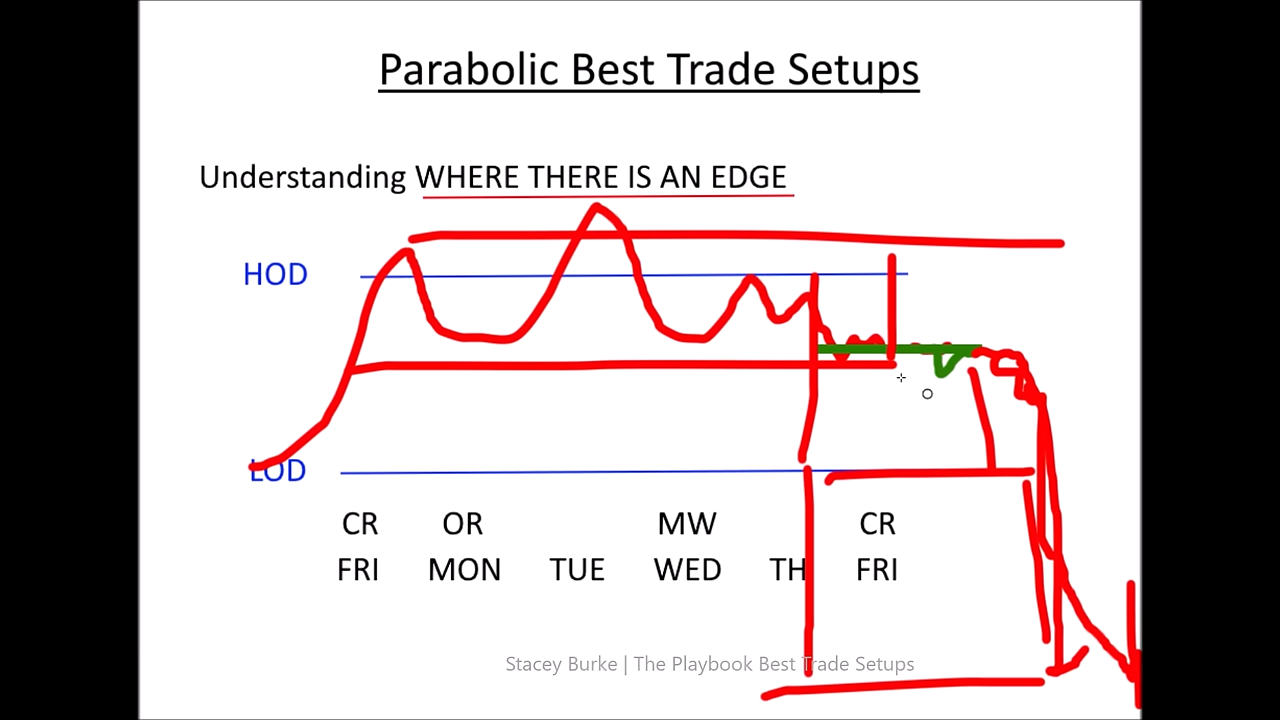 Parabolic Best Trade Setups
Understanding WHERE THERE IS AN EDGE
HOD
LOD
CR OR MW CR
FRI MON TUE WED TH FRI
Stacey Burke | The Playbook Best Trade Setups